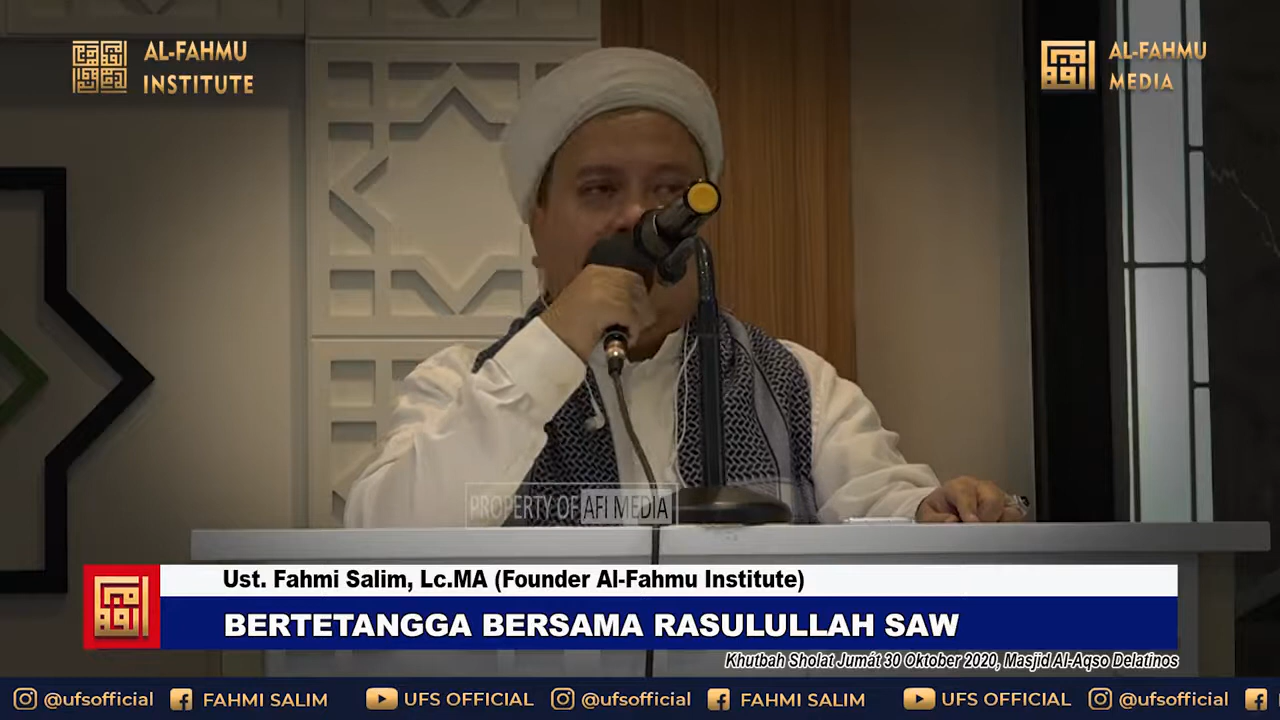 AL-FAHMU
INSTITUTE
AL-FAHMU
MEDIA
PROPERTY OF AFI MEDIA
Ust. Fahmi Salim, Lc.MA (Founder Al-Fahmu Institute)
BERTETANGGA BERSAMA RASULULLAH SAW
Khutbah Sholat Jumát 30 Oktober 2020, Masjid Al-Aqso Delatinos
@ufsofficial FAHMI SALIM UFS OFFICIAL @ufsofficial FAHMI SALIM UFS OFFICIAL @ufsofficial